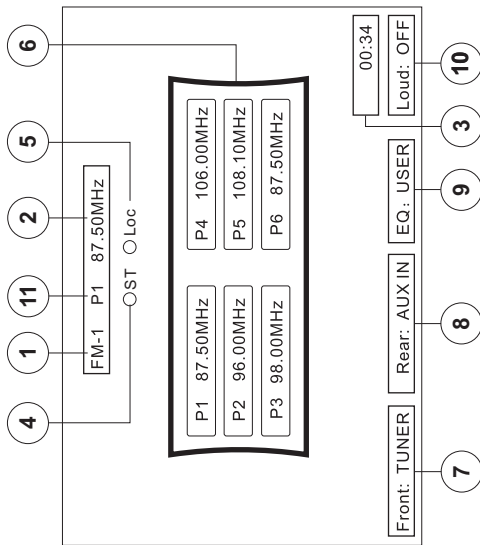 1 11 2 5 6
FM-1 P1 87.50MHz
4 ST Loc
P1 87.50MHz P4 106.00MHz
P2 96.00MHz P5 108.10MHz
P3 98.00MHz P6 87.50MHz
00:34
Front: TUNER Rear: AUX IN EQ: USER Loud: OFF
7 8 9 3 10